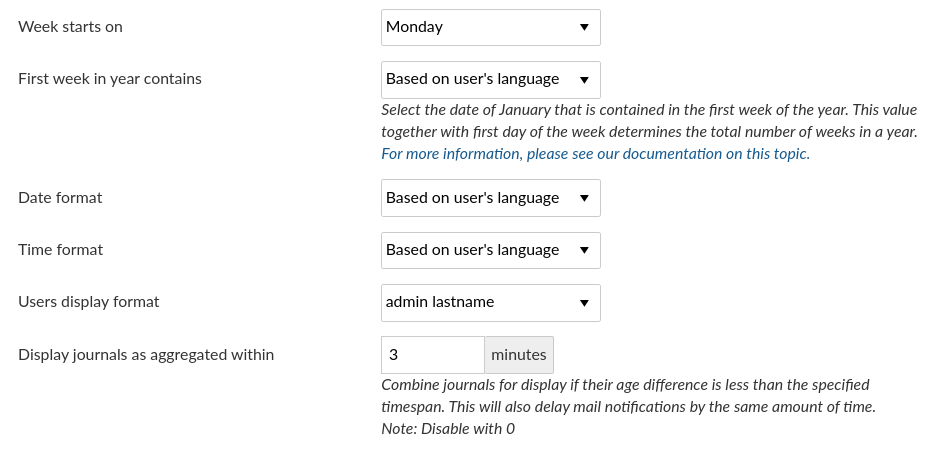 Week starts on
Monday
First week in year contains
Based on user's language
Select the date of January that is contained in the first week of the year. This value
together with first day of the week determines the total number of weeks in a year.
For more information, please see our documentation on this topic.
Date format
Based on user's language
Time format
Based on user's language
Users display format
admin lastname
Display journals as aggregated within
3
minutes
Combine journals for display if their age difference is less than the specified
timespan. This will also delay mail notifications by the same amount of time.
Note: Disable with 0